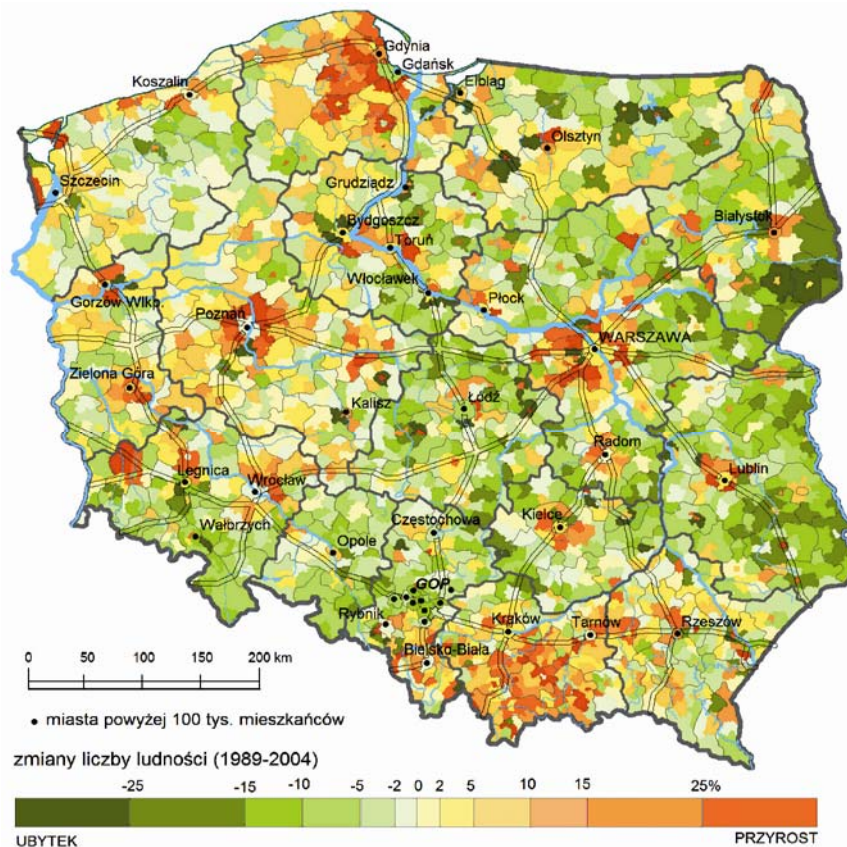 Gdynia
Gdańsk
Koszalin
Elbląg
Olsztyn
Szczecin
Grudziądz
Bydgoszcz
Białystok
Toruń
Włocławek
Gorzów Wlkp.
Płock
Poznań
WARSZAWA
Zielona Góra
Kalisz
Łódź
Radom
Legnica
Lublin
Wrocław
Wałbrzych
Częstochowa
Kielce
Opole
GOP
Rybnik
Kraków
Tarnów
Rzeszów
Bielsko-Biała
0 50 100 150 200 km
• miasta powyżej 100 tys. mieszkańców
zmiany liczby ludności (1989-2004)
-25 -15 -10 -5 -2 0 2 5 10 15 25%
UBYTEK PRZYROST